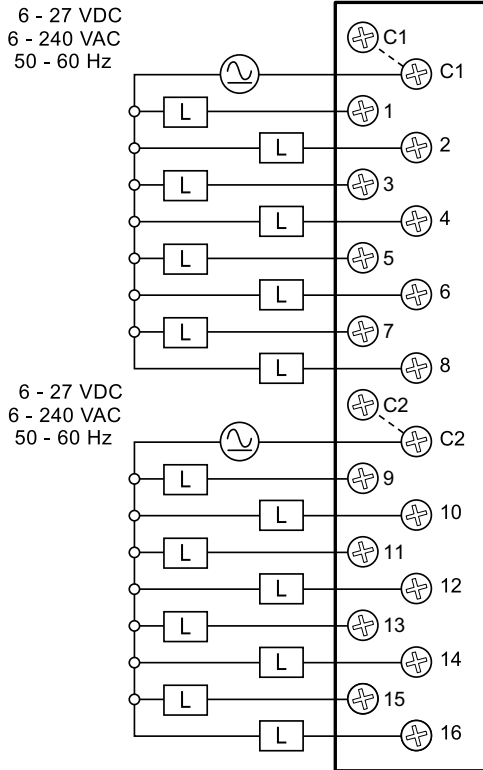 6 - 27 VDC
6 - 240 VAC
50 - 60 Hz
C1
C1
L 1
L 2
L 3
L 4
L 5
L 6
L 7
L 8
6 - 27 VDC
6 - 240 VAC
50 - 60 Hz
C2
C2
L 9
L 10
L 11
L 12
L 13
L 14
L 15
L 16